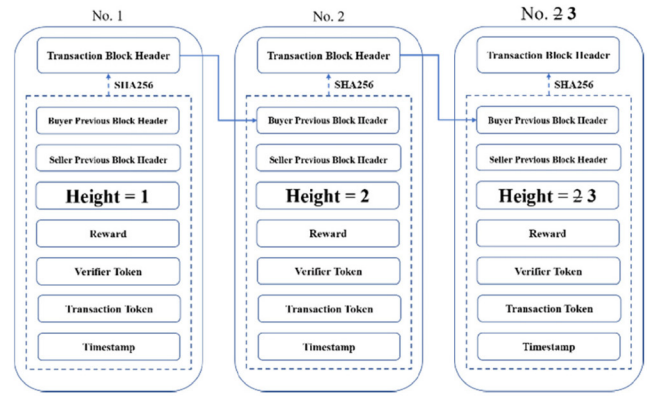 No. 1
Transaction Block Header
SHA256
Buyer Previous Block Header
Seller Previous Block Header
Height = 1
Reward
Verifier Token
Transaction Token
Timestamp
No. 2
Transaction Block Header
SHA256
Buyer Previous Block Header
Seller Previous Block Header
Height = 2
Reward
Verifier Token
Transaction Token
Timestamp
No. 2 3
Transaction Block Header
SHA256
Buyer Previous Block Header
Seller Previous Block Header
Height = 2 3
Reward
Verifier Token
Transaction Token
Timestamp